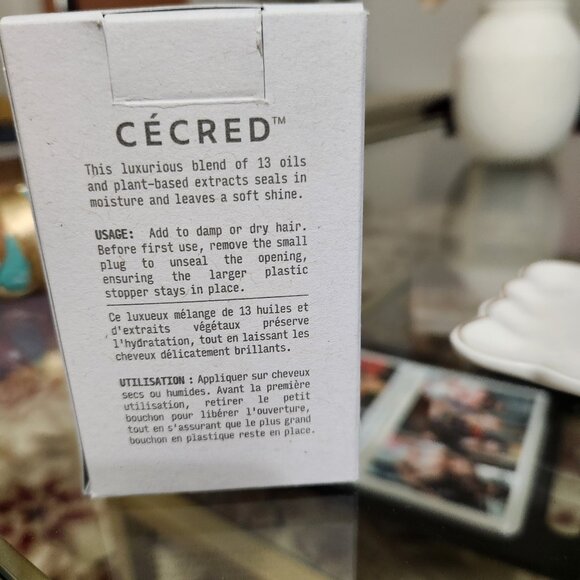 CÉCRED™
This luxurious blend of 13 oils
and plant-based extracts seals in
moisture and leaves a soft shine.
USAGE: Add to damp or dry hair.
Before first use, remove the small
plug to unseal the opening,
ensuring the larger plastic
stopper stays in place.
Ce luxueux mélange de 13 huiles et
d'extraits végétaux préserve
l'hydratation, tout en laissant les
cheveux délicatement brillants.
UTILISATION : Appliquer sur cheveux
secs ou humides. Avant la première
utilisation, retirer le petit
bouchon pour libérer l'ouverture,
tout en s'assurant que le plus grand
bouchon en plastique reste en place.